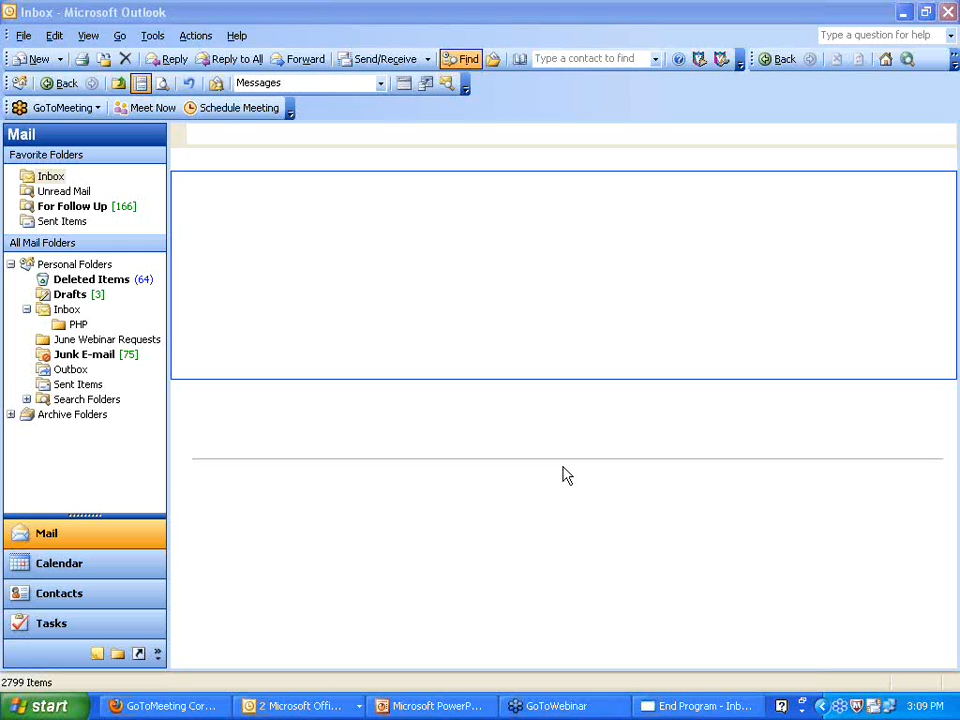 Inbox - Microsoft Outlook
File Edit View Go Tools Actions Help Type a question for help
New Reply Reply to All Forward Send/Receive Find Type a contact to find Back
Back Messages
GoToMeeting Meet Now Schedule Meeting
Mail
Favorite Folders
Inbox
Unread Mail
For Follow Up [166]
Sent Items
All Mail Folders
Personal Folders
Deleted Items (64)
Drafts [3]
Inbox
PHP
June Webinar Requests
Junk E-mail [75]
Outbox
Sent Items
Search Folders
Archive Folders
Mail
Calendar
Contacts
Tasks
2799 Items
start GoToMeeting Cor... 2 Microsoft Offi... Microsoft PowerP... GoToWebinar End Program - Inb... 3:09 PM